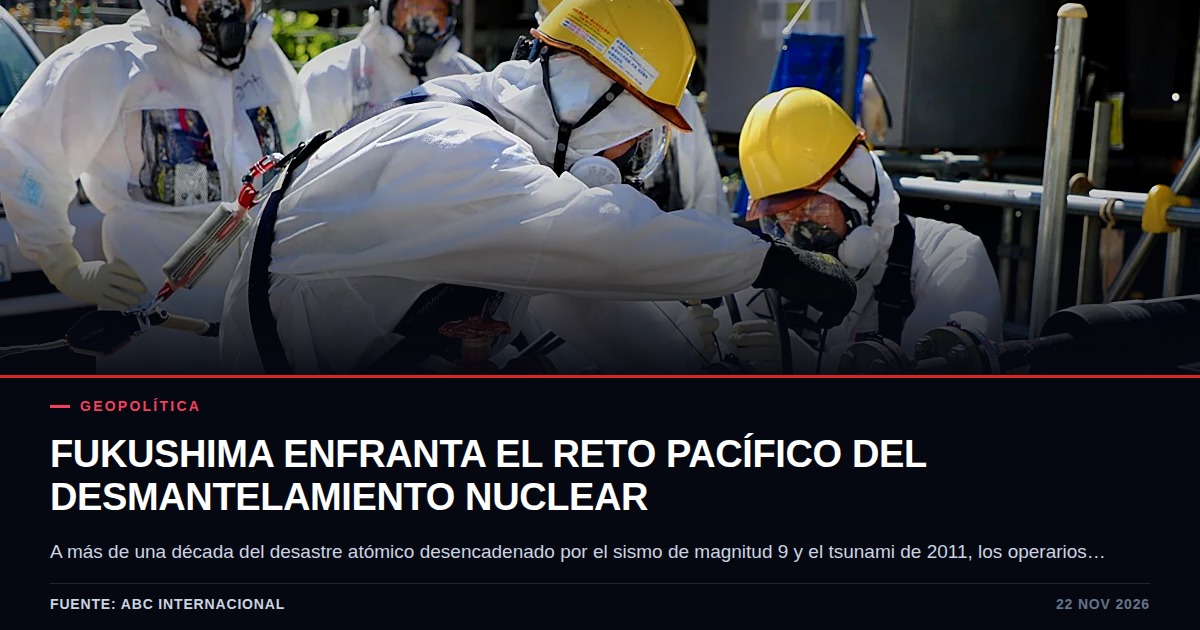 GEOPOLÍTICA
FUKUSHIMA ENFRANTA EL RETO PACÍFICO DEL
DESMANTELAMIENTO NUCLEAR
A más de una década del desastre atómico desencadenado por el sismo de magnitud 9 y el tsunami de 2011, los operarios…
FUENTE: ABC INTERNACIONAL
22 NOV 2026